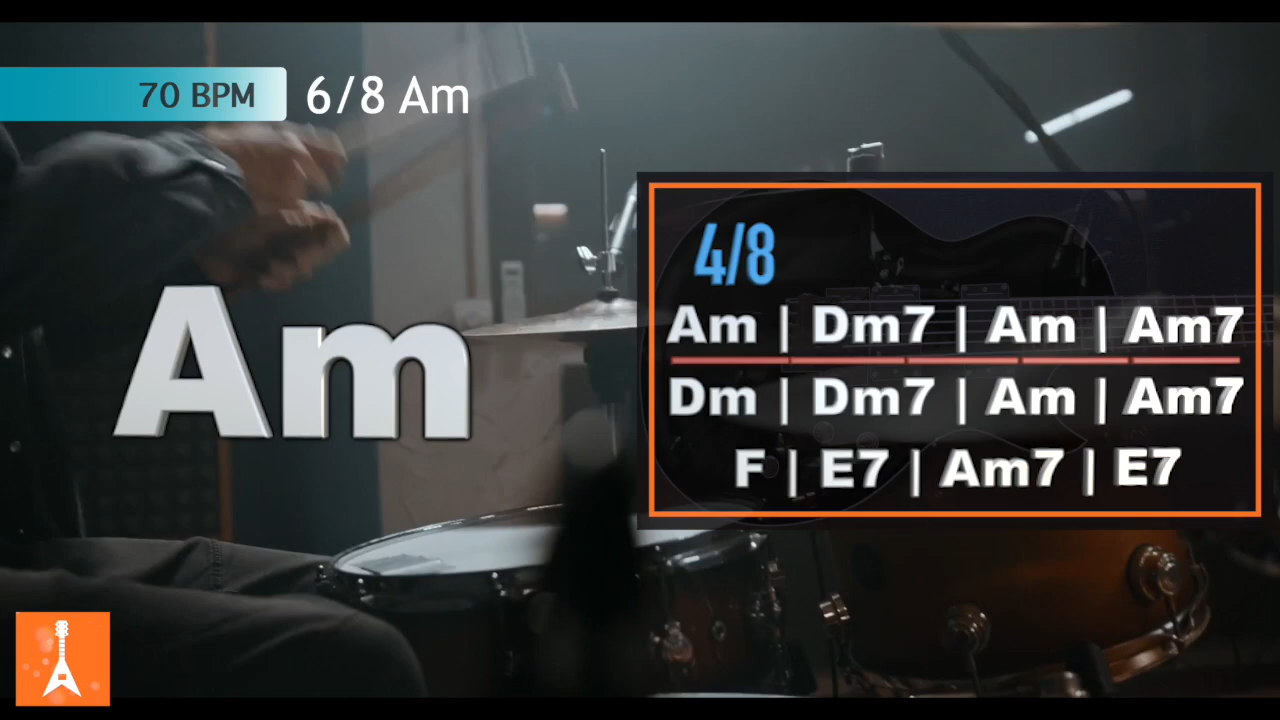 70 BPM 6/8 Am
Am
4/8
Am | Dm7 | Am | Am7
Dm | Dm7 | Am | Am7
F | E7 | Am7 | E7